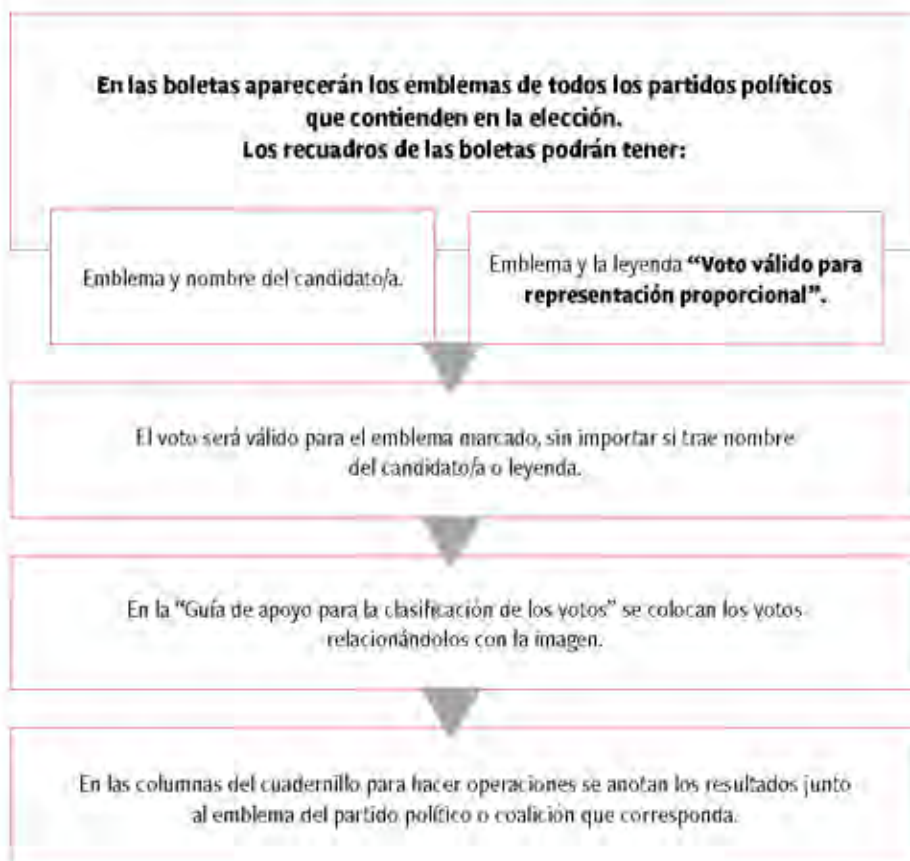 En las boletas aparecerán los emblemas de todos los partidos políticos
que contienden en la elección.
Los recuadros de las boletas podrán tener:
Emblema y nombre del candidato/a.
Emblema y la leyenda “Voto válido para
representación proporcional”.
El voto será válido para el emblema marcado, sin importar si trae nombre
del candidato/a o leyenda.
En la “Guía de apoyo para la clasificación de los votos” se colocan los votos
relacionándolos con la imagen.
En las columnas del cuadernillo para hacer operaciones se anotan los resultados junto
al emblema del partido político o coalición que corresponda.